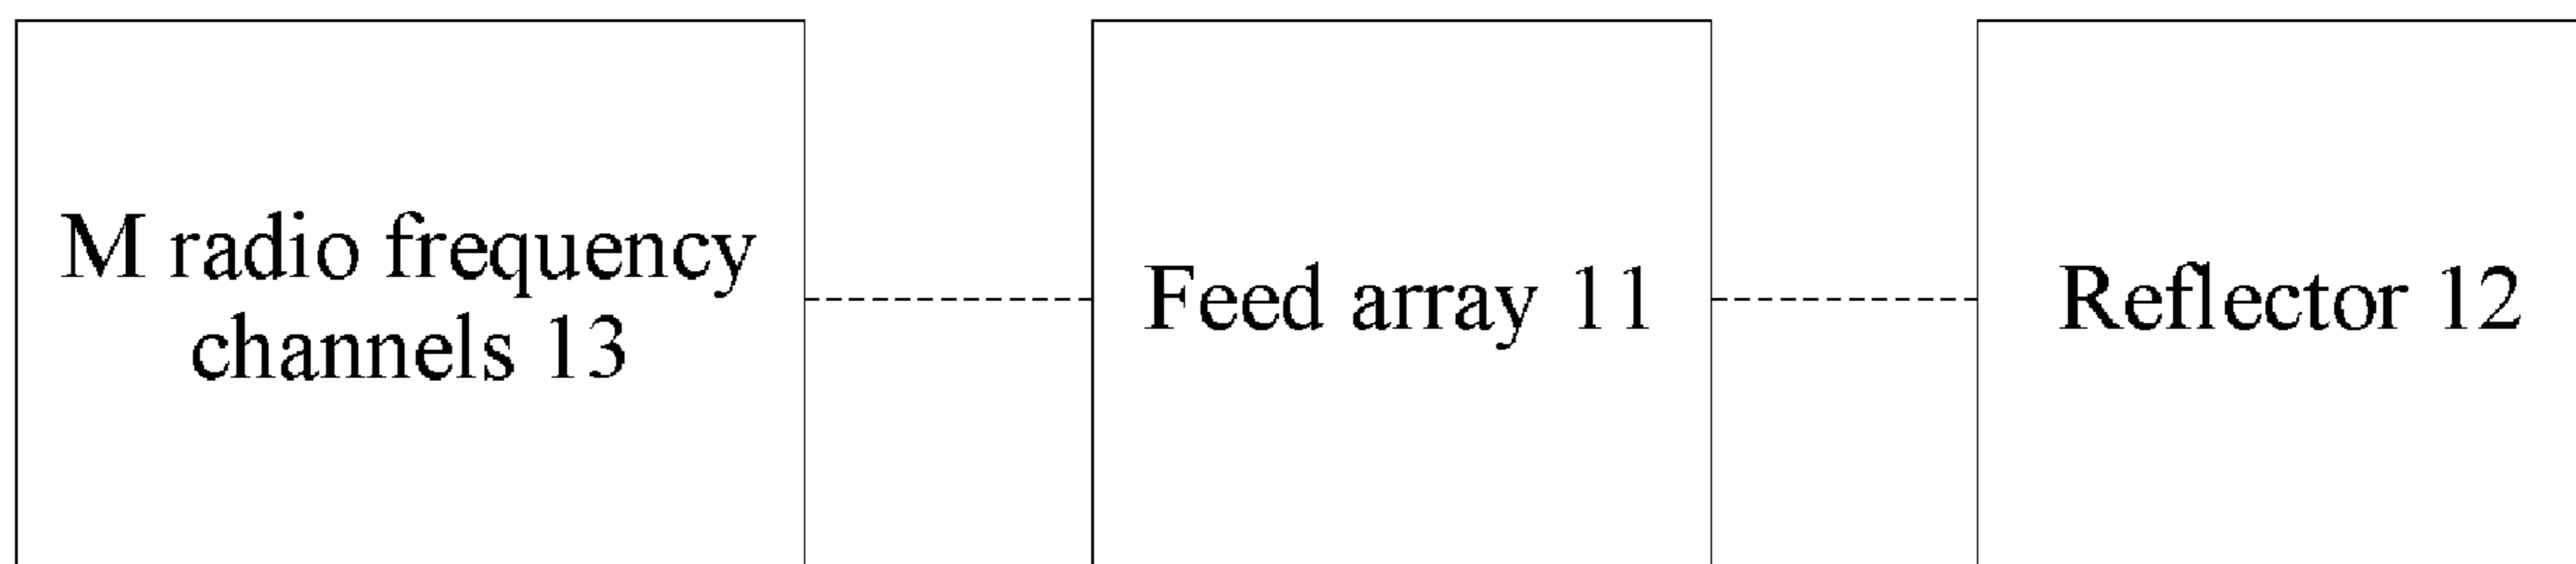 M radio frequency
channels 13
Feed array 11
Reflector 12